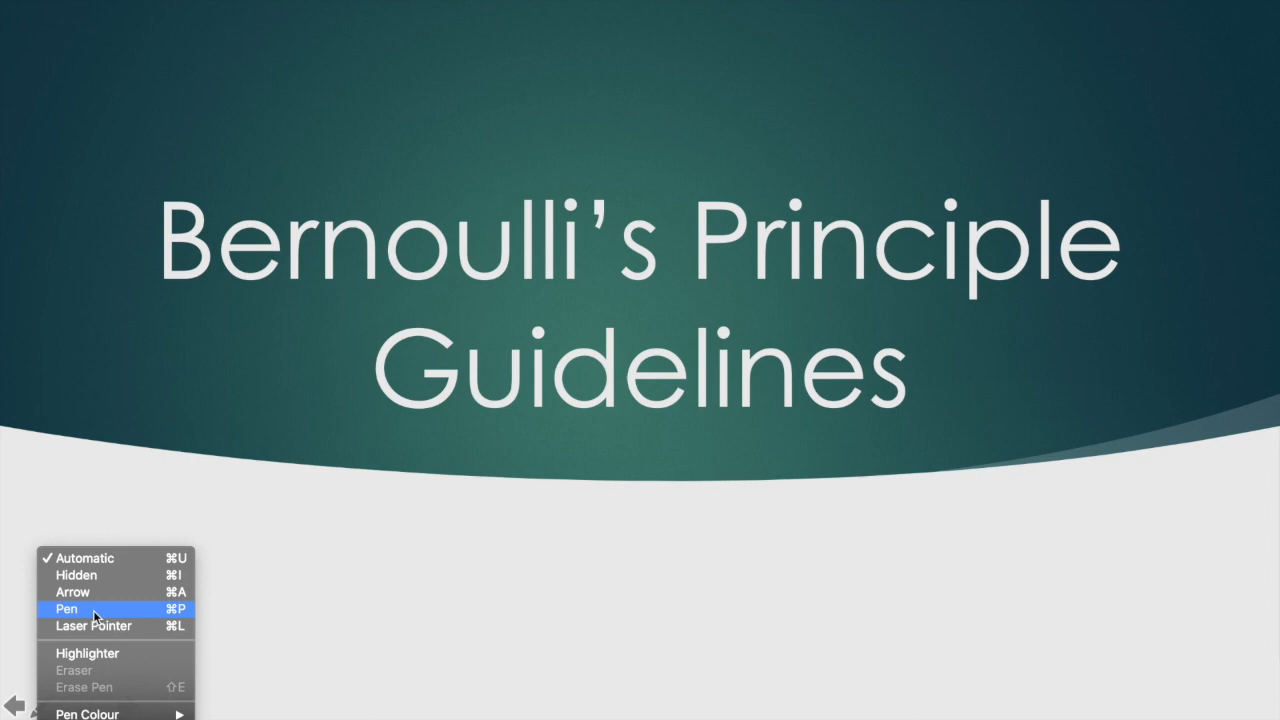 Bernoulli’s Principle
Guidelines
✓ Automatic ⌘U
Hidden ⌘I
Arrow ⌘A
Pen ⌘P
Laser Pointer ⌘L
Highlighter
Eraser
Erase Pen ⇧E
Pen Colour ▶